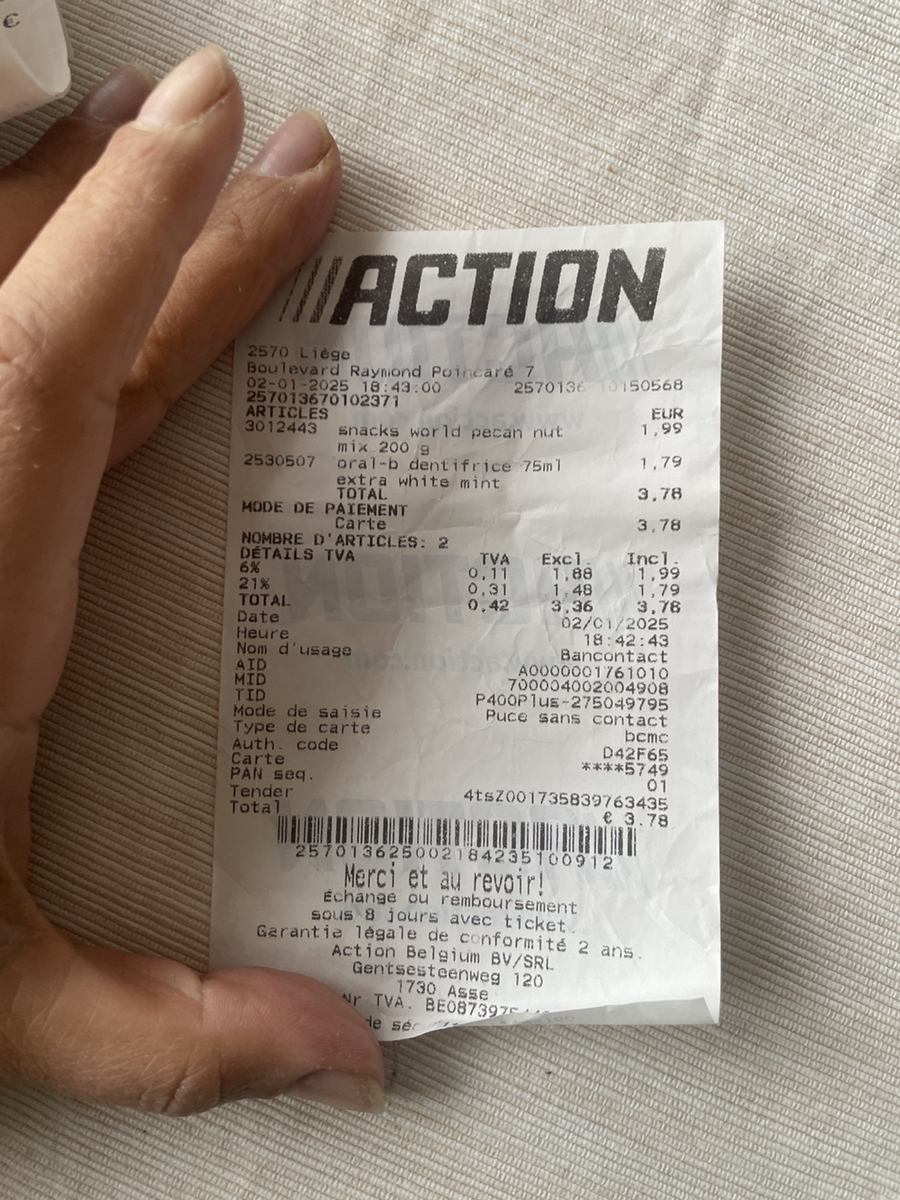 €
ACTION
2570 Liège
Boulevard Raymond Poincaré 7
02-01-2025 18:43:00 2570136 10150568
257013670102371
ARTICLES EUR
3012443 snacks world pecan nut 1,99
mix 200 g
2530507 oral-b dentifrice 75ml 1,79
extra white mint
TOTAL 3,78
MODE DE PAIEMENT
Carte 3,78
NOMBRE D'ARTICLES: 2
DÉTAILS TVA TVA Excl. Incl.
6% 0,11 1,88 1,99
21% 0,31 1,48 1,79
TOTAL 0,42 3,36 3,78
Date 02/01/2025
Heure 18:42:43
Nom d'usage Bancontact
AID A0000001761010
MID 700004002004908
TID P400Plus-275049795
Mode de saisie Puce sans contact
Type de carte bcmc
Auth. code D42F65
Carte ****5749
PAN seq. 01
Tender 4tsZ001735839763435
Total € 3.78
257013625002184235100912
Merci et au revoir!
Échange ou remboursement
sous 8 jours avec ticket.
Garantie légale de conformité 2 ans.
Action Belgium BV/SRL
Gentsesteenweg 120
1730 Asse
Nr TVA.
de